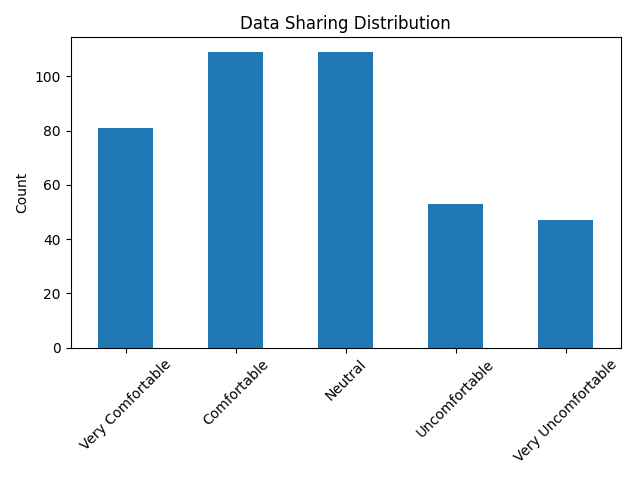 Data Sharing Distribution
Count
100
80
60
40
20
0
Very Comfortable
Comfortable
Neutral
Uncomfortable
Very Uncomfortable